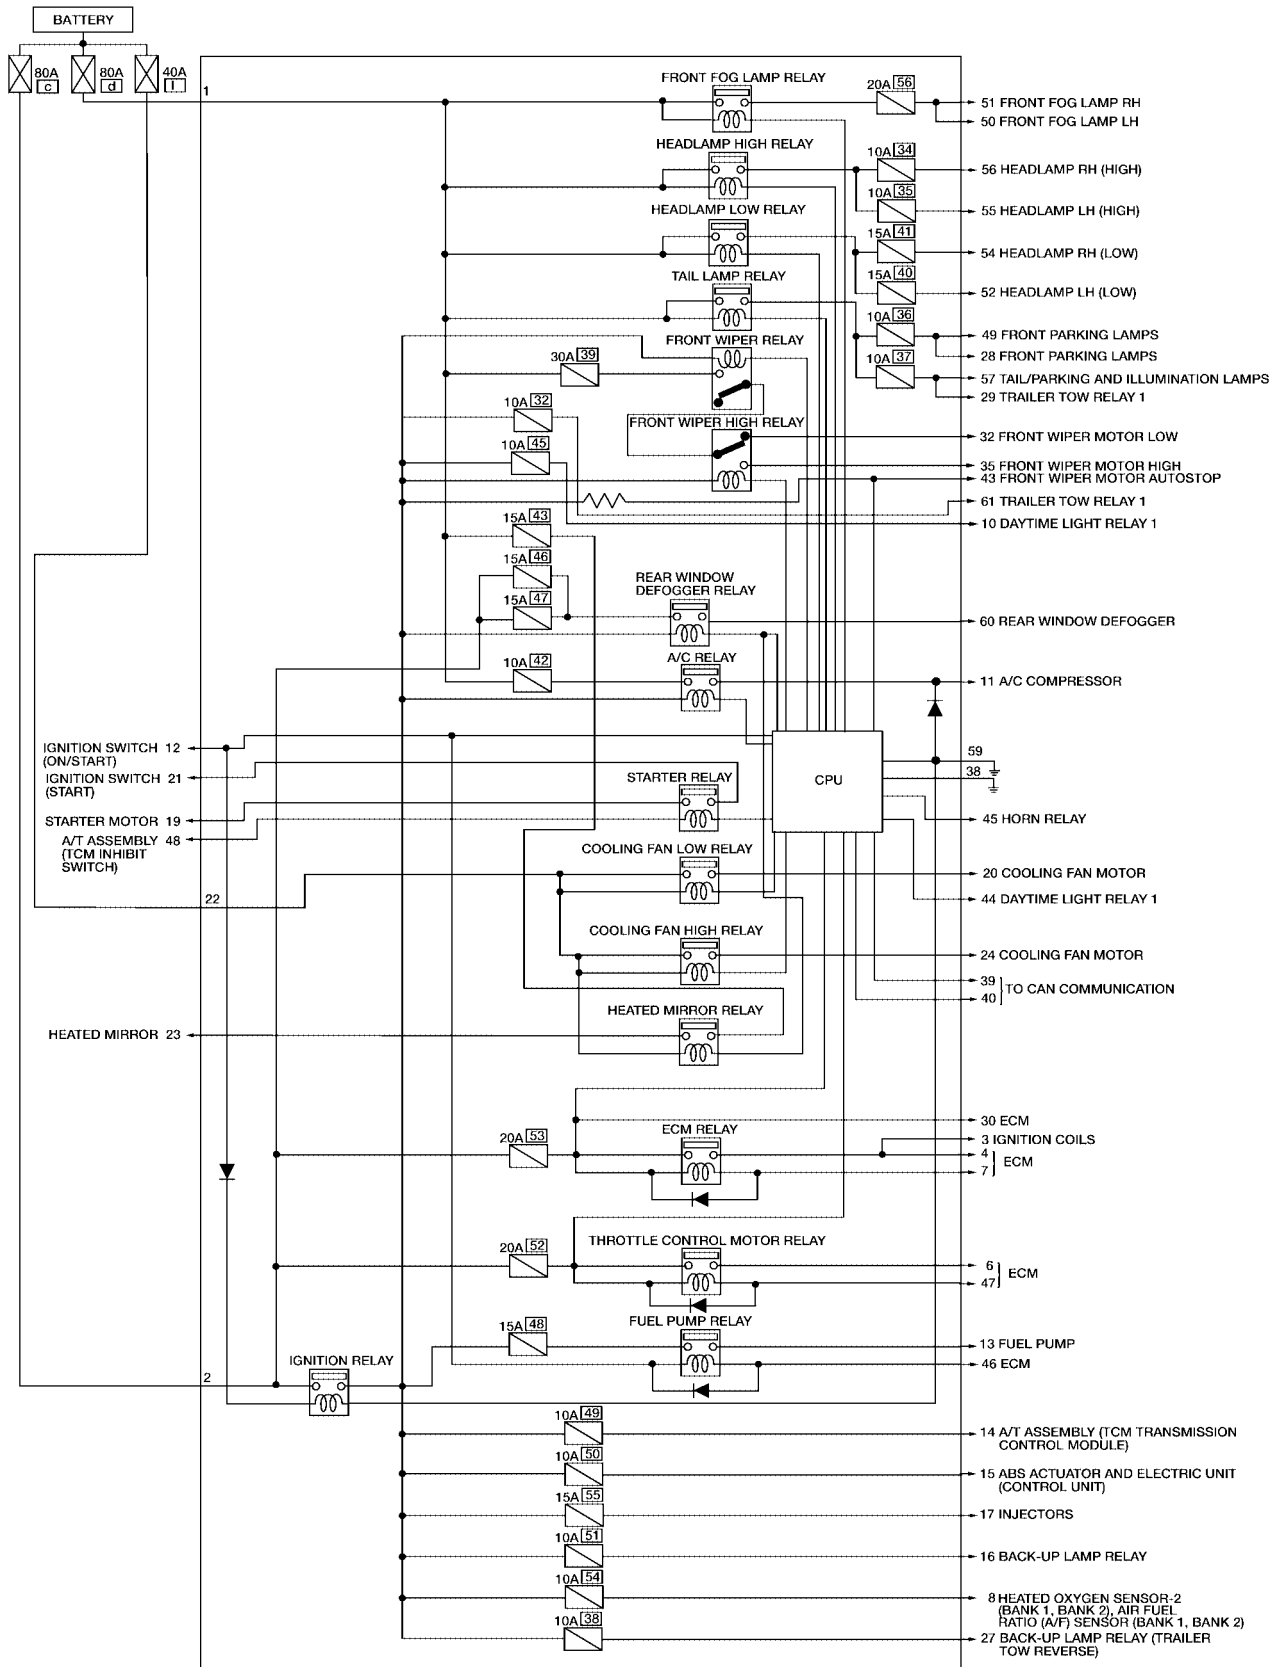 BATTERY
80A c
80A d
40A l
1
FRONT FOG LAMP RELAY
20A 56
51 FRONT FOG LAMP RH
50 FRONT FOG LAMP LH
HEADLAMP HIGH RELAY
10A 34
56 HEADLAMP RH (HIGH)
10A 35
55 HEADLAMP LH (HIGH)
HEADLAMP LOW RELAY
15A 41
54 HEADLAMP RH (LOW)
15A 40
52 HEADLAMP LH (LOW)
TAIL LAMP RELAY
10A 36
49 FRONT PARKING LAMPS
28 FRONT PARKING LAMPS
FRONT WIPER RELAY
30A 39
10A 37
57 TAIL/PARKING AND ILLUMINATION LAMPS
29 TRAILER TOW RELAY 1
10A 32
FRONT WIPER HIGH RELAY
32 FRONT WIPER MOTOR LOW
10A 45
35 FRONT WIPER MOTOR HIGH
43 FRONT WIPER MOTOR AUTOSTOP
61 TRAILER TOW RELAY 1
10 DAYTIME LIGHT RELAY 1
15A 43
15A 46
15A 47
REAR WINDOW
DEFOGGER RELAY
60 REAR WINDOW DEFOGGER
10A 42
A/C RELAY
11 A/C COMPRESSOR
IGNITION SWITCH 12
(ON/START)
IGNITION SWITCH 21
(START)
CPU
59
38
STARTER RELAY
STARTER MOTOR 19
45 HORN RELAY
A/T ASSEMBLY 48
(TCM INHIBIT
SWITCH)
COOLING FAN LOW RELAY
20 COOLING FAN MOTOR
22
44 DAYTIME LIGHT RELAY 1
COOLING FAN HIGH RELAY
24 COOLING FAN MOTOR
39
40
TO CAN COMMUNICATION
HEATED MIRROR RELAY
HEATED MIRROR 23
30 ECM
20A 53
ECM RELAY
3 IGNITION COILS
4
7
ECM
20A 52
THROTTLE CONTROL MOTOR RELAY
6
47
ECM
15A 48
FUEL PUMP RELAY
13 FUEL PUMP
46 ECM
2
IGNITION RELAY
10A 49
14 A/T ASSEMBLY (TCM TRANSMISSION
CONTROL MODULE)
10A 50
15 ABS ACTUATOR AND ELECTRIC UNIT
(CONTROL UNIT)
15A 55
17 INJECTORS
10A 51
16 BACK-UP LAMP RELAY
10A 54
8 HEATED OXYGEN SENSOR-2
(BANK 1, BANK 2), AIR FUEL
RATIO (A/F) SENSOR (BANK 1, BANK 2)
10A 38
27 BACK-UP LAMP RELAY (TRAILER
TOW REVERSE)